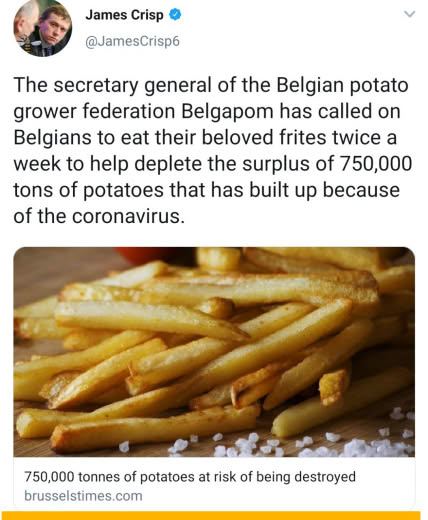 James Crisp
@JamesCrisp6
The secretary general of the Belgian potato
grower federation Belgapom has called on
Belgians to eat their beloved frites twice a
week to help deplete the surplus of 750,000
tons of potatoes that has built up because
of the coronavirus.
750,000 tonnes of potatoes at risk of being destroyed
brusselstimes.com